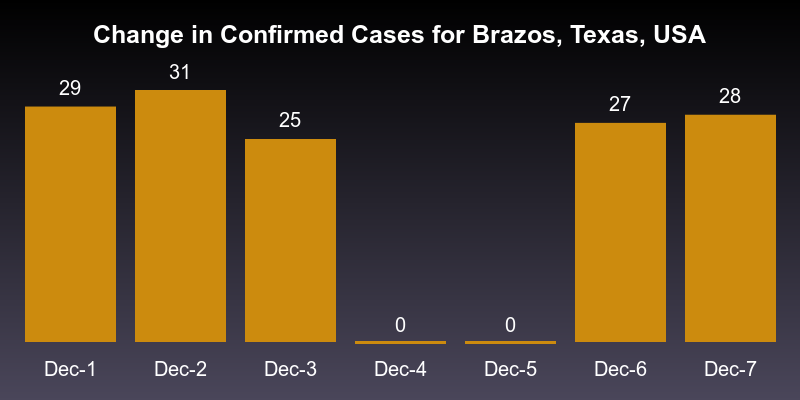 Change in Confirmed Cases for Brazos, Texas, USA
29
31
25
0
0
27
28
Dec-1
Dec-2
Dec-3
Dec-4
Dec-5
Dec-6
Dec-7